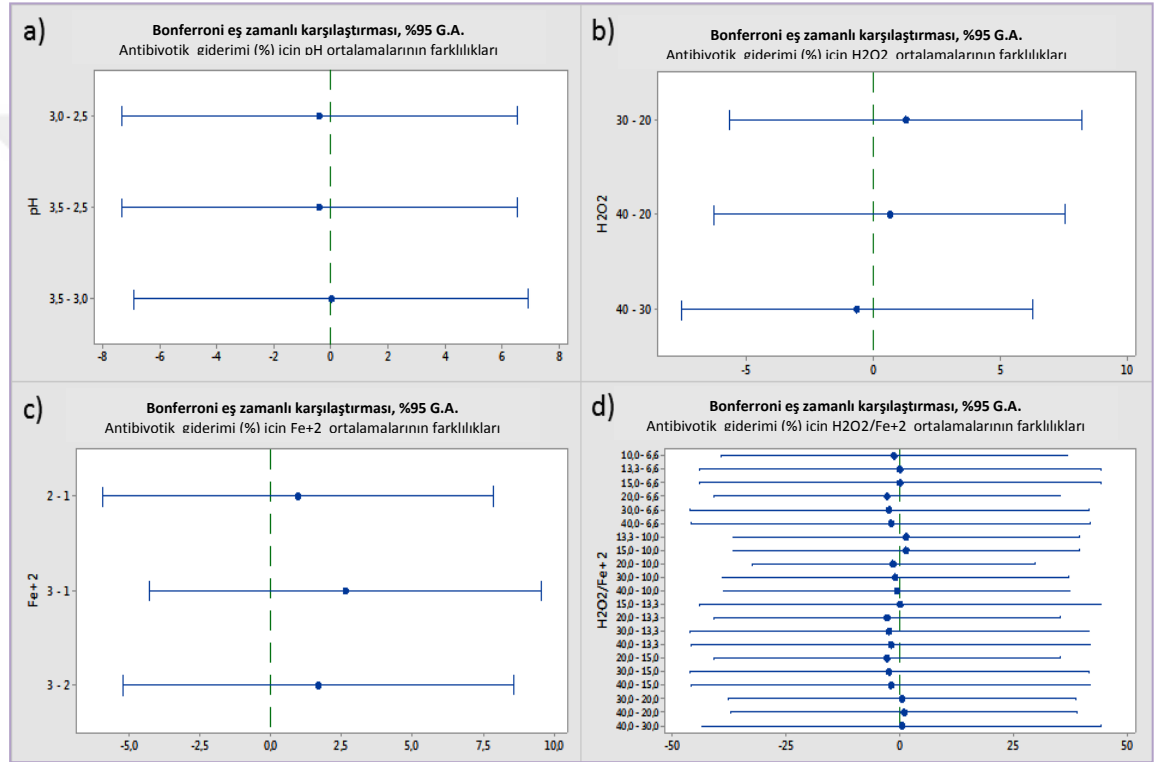 a)
Bonferroni eş zamanlı karşılaştırması, %95 G.A.
Antibivotik giderimi (%) icin pH ortalamalarının farklılıkları
pH
3,0 - 2,5
3,5 - 2,5
3,5 - 3,0
-8 -6 -4 -2 0 2 4 6 8
b)
Bonferroni eş zamanlı karşılaştırması, %95 G.A.
Antibivotik giderimi (%) icin H2O2 ortalamalarının farklılıkları
H2O2
30 - 20
40 - 20
40 - 30
-5 0 5 10
c)
Bonferroni eş zamanlı karşılaştırması, %95 G.A.
Antibivotik giderimi (%) icin Fe+2 ortalamalarının farklılıkları
Fe+2
2 - 1
3 - 1
3 - 2
-5,0 -2,5 0,0 2,5 5,0 7,5 10,0
d)
Bonferroni eş zamanlı karşılaştırması, %95 G.A.
Antibivotik giderimi (%) icin H2O2/Fe+2 ortalamalarının farklılıkları
H2O2/Fe+2
10,0 - 6,6
13,3 - 6,6
15,0 - 6,6
20,0 - 6,6
30,0 - 6,6
40,0 - 6,6
13,3 - 10,0
15,0 - 10,0
20,0 - 10,0
30,0 - 10,0
40,0 - 10,0
15,0 - 13,3
20,0 - 13,3
30,0 - 13,3
40,0 - 13,3
20,0 - 15,0
30,0 - 15,0
40,0 - 15,0
30,0 - 20,0
40,0 - 20,0
40,0 - 30,0
-50 -25 0 25 50